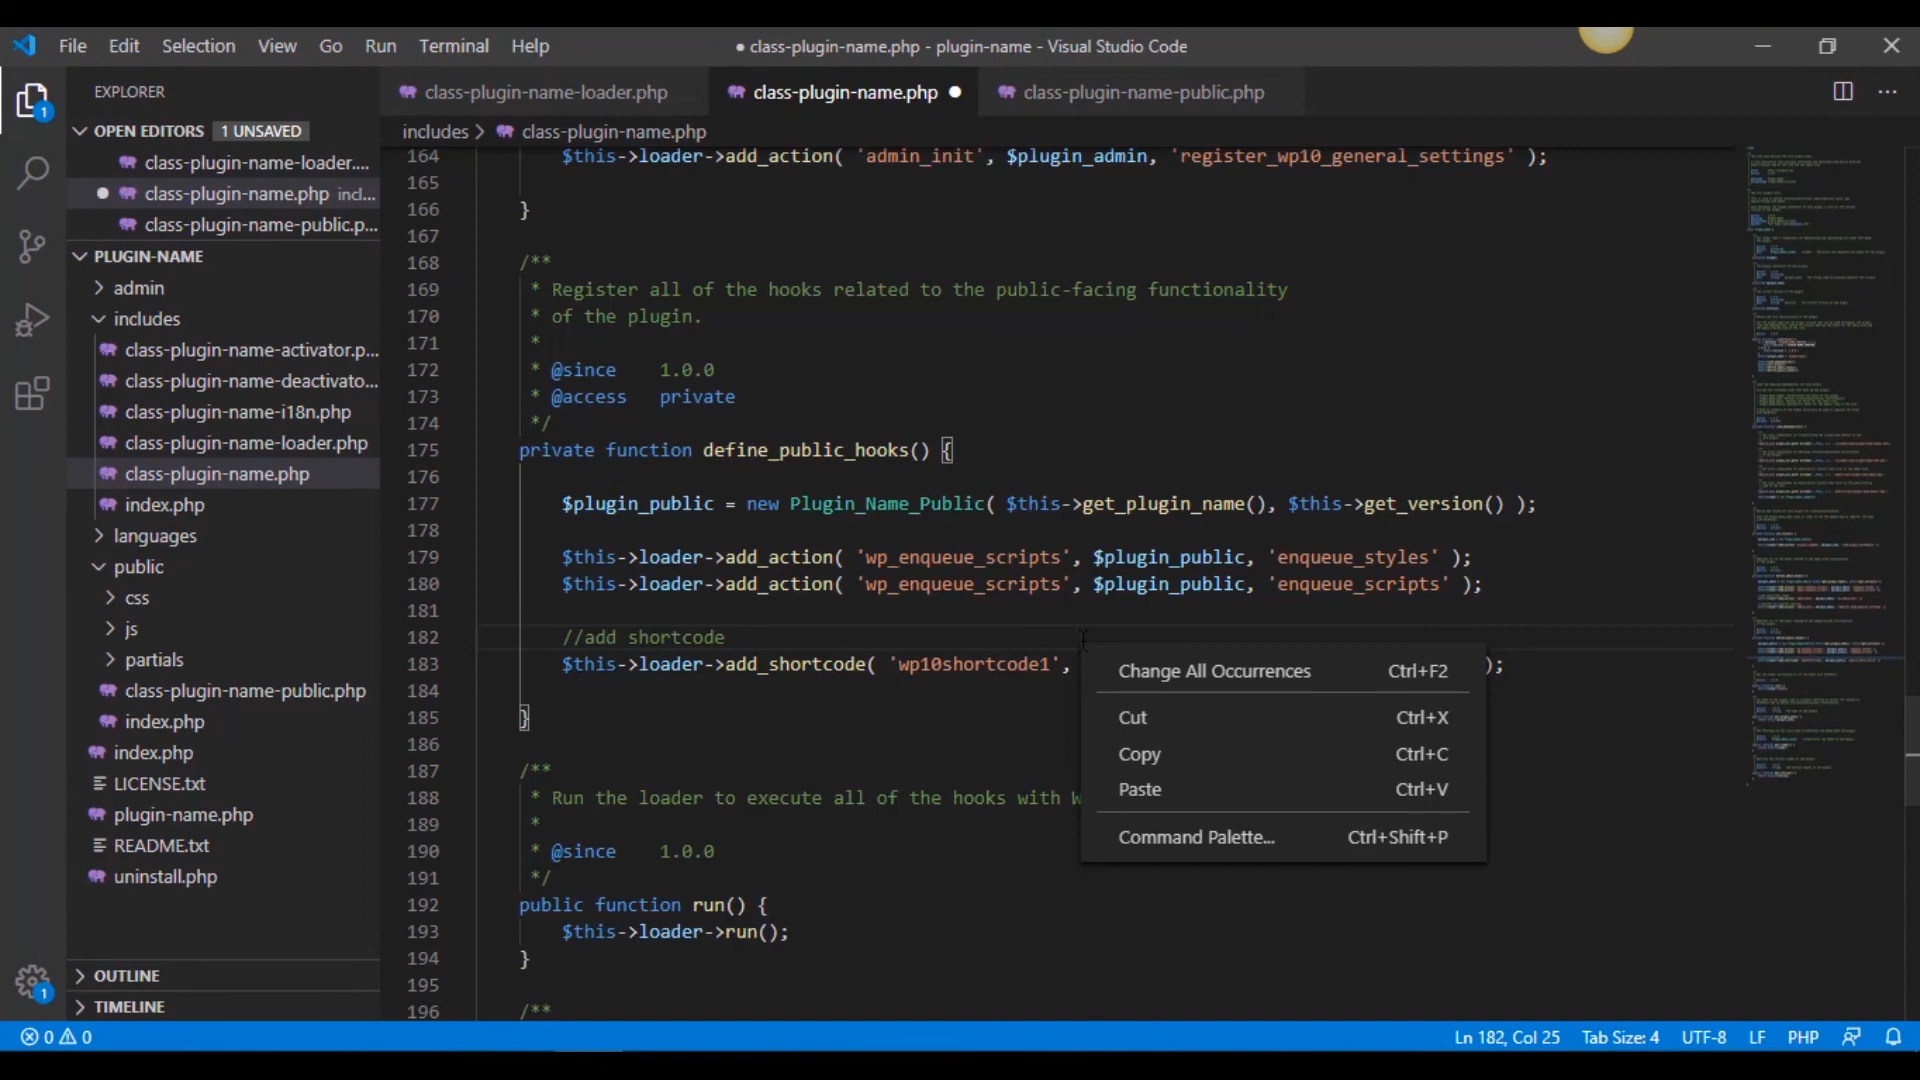 File Edit Selection View Go Run Terminal Help
● class-plugin-name.php - plugin-name - Visual Studio Code
EXPLORER
OPEN EDITORS 1 UNSAVED
class-plugin-name-loader....
class-plugin-name.php incl...
class-plugin-name-public.p...
PLUGIN-NAME
admin
includes
class-plugin-name-activator.p...
class-plugin-name-deactivato...
class-plugin-name-i18n.php
class-plugin-name-loader.php
class-plugin-name.php
index.php
languages
public
css
js
partials
class-plugin-name-public.php
index.php
index.php
LICENSE.txt
plugin-name.php
README.txt
uninstall.php
OUTLINE
TIMELINE
1
1
class-plugin-name-loader.php class-plugin-name.php class-plugin-name-public.php
includes > class-plugin-name.php
164 $this->loader->add_action( 'admin_init', $plugin_admin, 'register_wp10_general_settings' );
165
166 }
167
168 /**
169 * Register all of the hooks related to the public-facing functionality
170 * of the plugin.
171 *
172 * @since 1.0.0
173 * @access private
174 */
175 private function define_public_hooks() {
176
177 $plugin_public = new Plugin_Name_Public( $this->get_plugin_name(), $this->get_version() );
178
179 $this->loader->add_action( 'wp_enqueue_scripts', $plugin_public, 'enqueue_styles' );
180 $this->loader->add_action( 'wp_enqueue_scripts', $plugin_public, 'enqueue_scripts' );
181
182 //add shortcode
183 $this->loader->add_shortcode( 'wp10shortcode1', );
184
185 }
186
187 /**
188 * Run the loader to execute all of the hooks with W
189 *
190 * @since 1.0.0
191 */
192 public function run() {
193 $this->loader->run();
194 }
195
196 /**
Change All Occurrences Ctrl+F2
Cut Ctrl+X
Copy Ctrl+C
Paste Ctrl+V
Command Palette... Ctrl+Shift+P
0 0 Ln 182, Col 25 Tab Size: 4 UTF-8 LF PHP